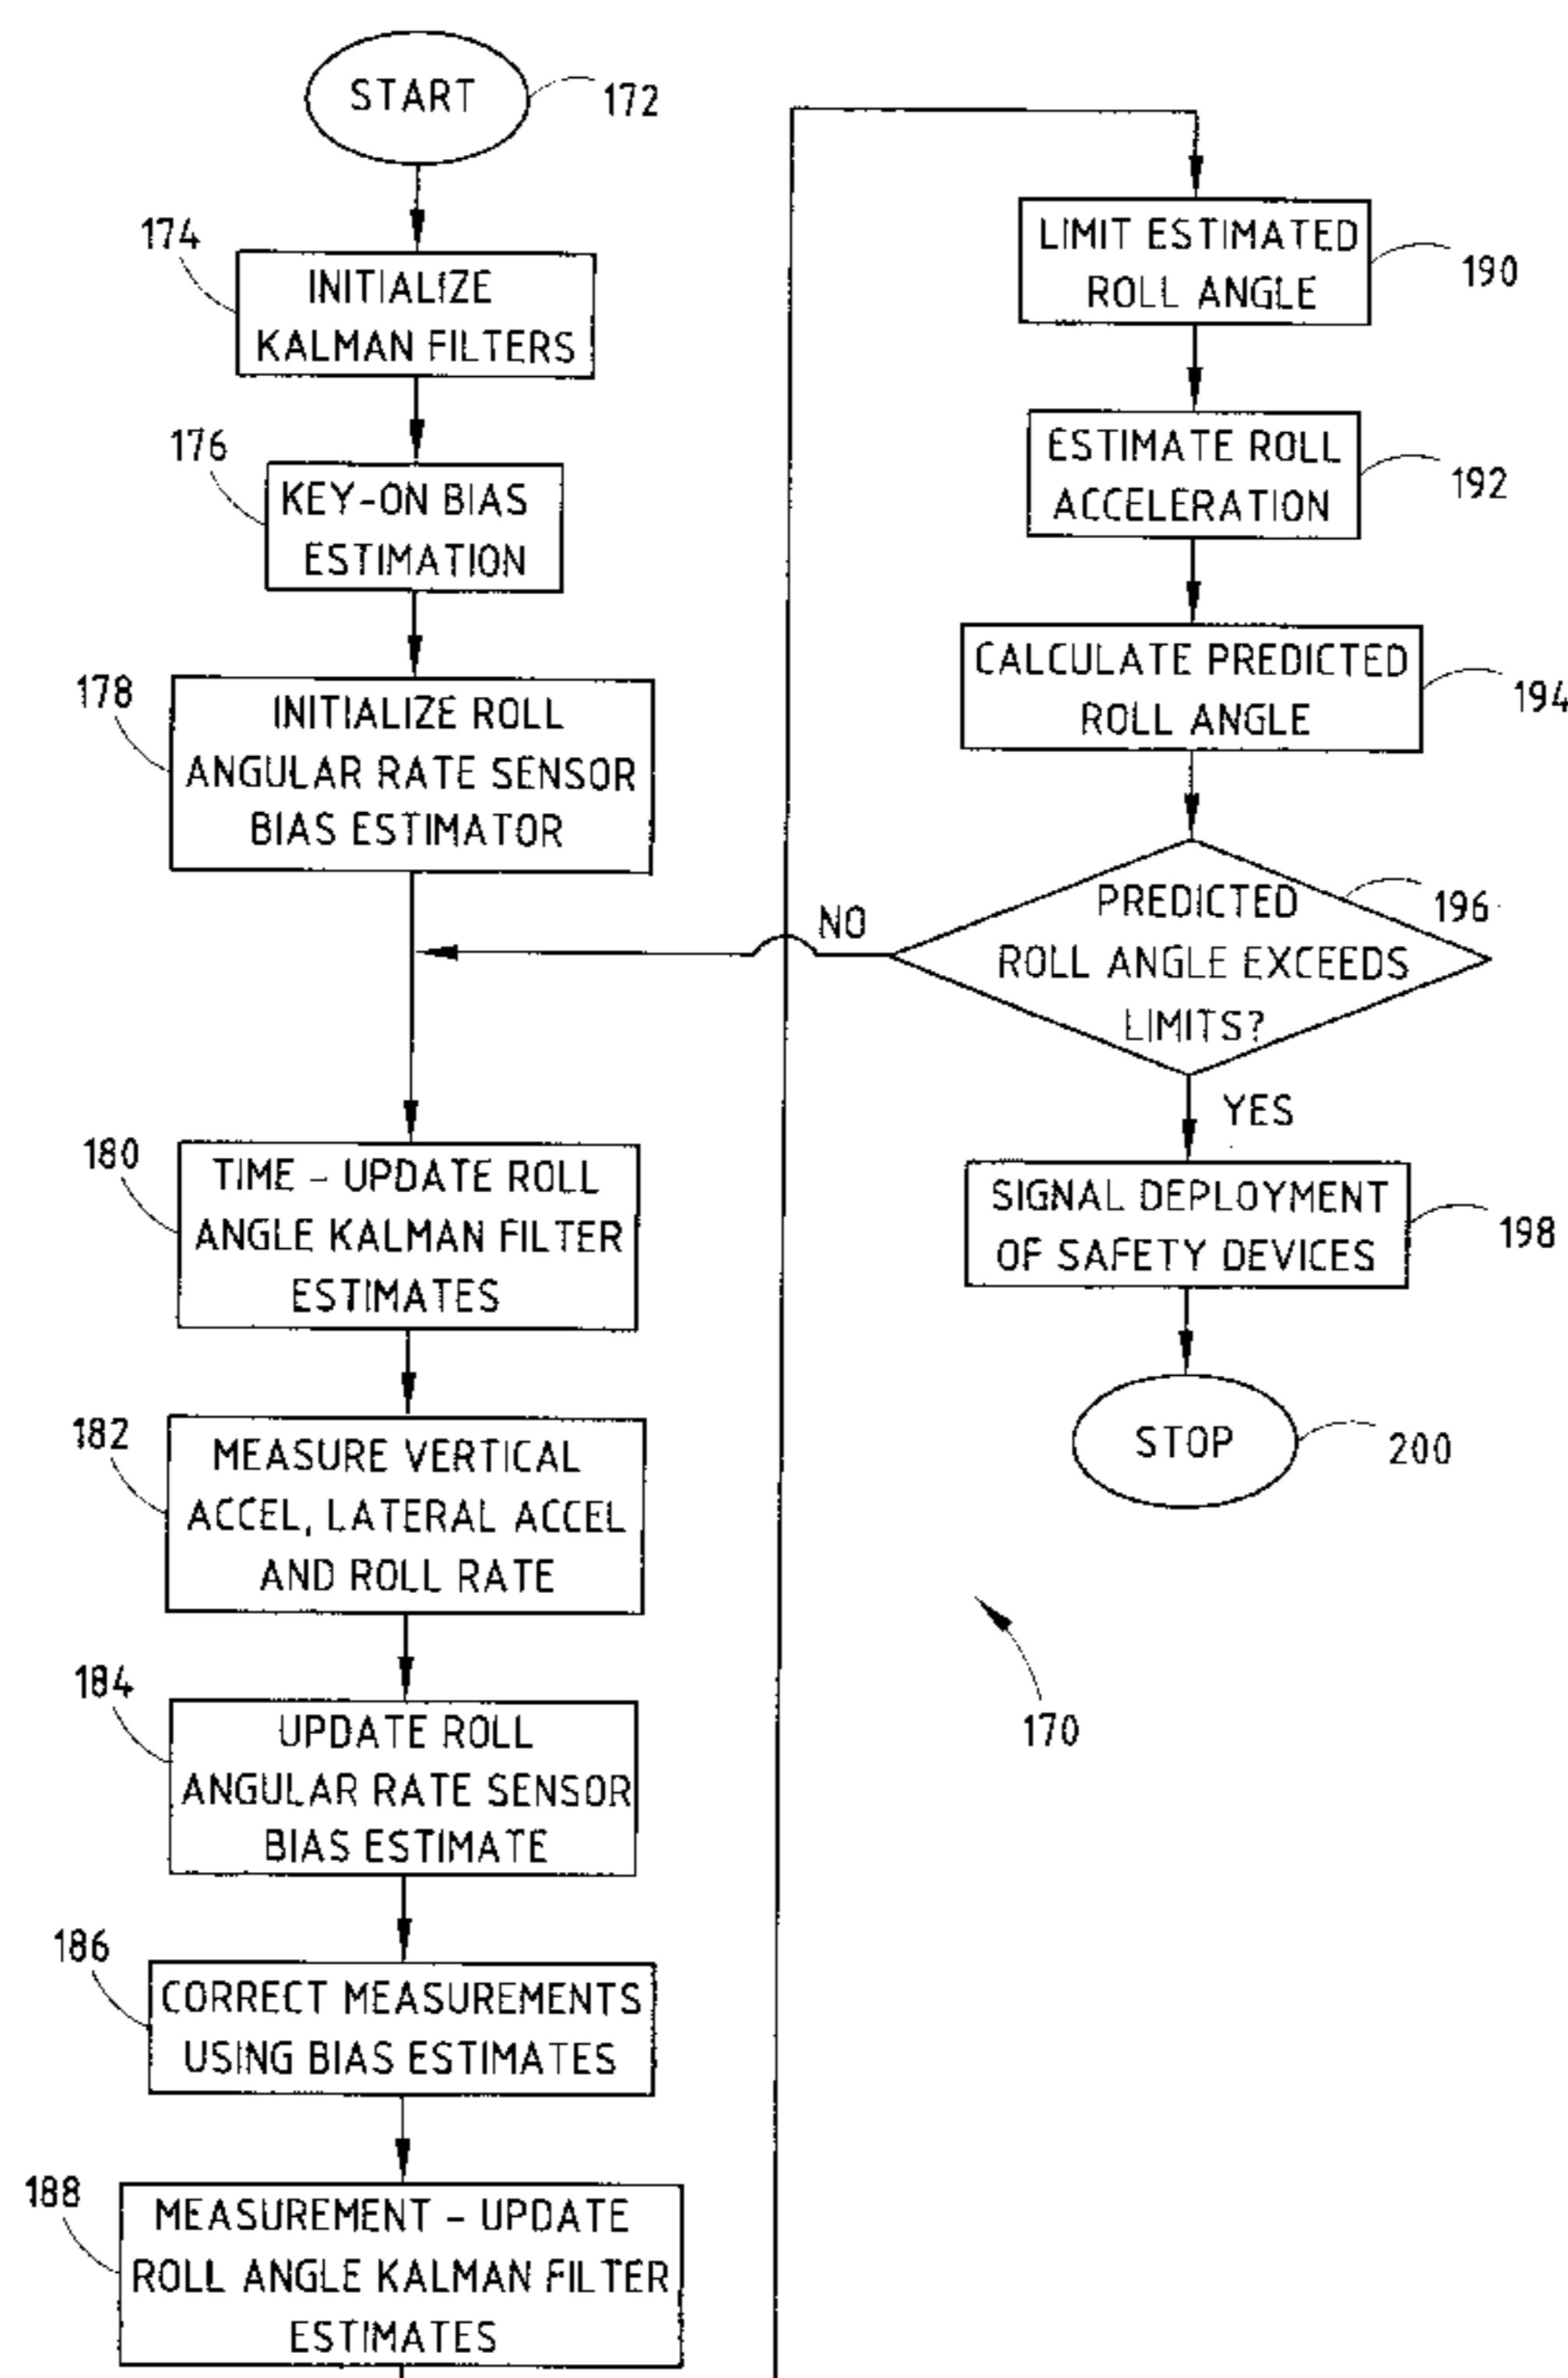 START
172
174
INITIALIZE
KALMAN FILTERS
176
KEY-ON BIAS
ESTIMATION
178
INITIALIZE ROLL
ANGULAR RATE SENSOR
BIAS ESTIMATOR
180
TIME - UPDATE ROLL
ANGLE KALMAN FILTER
ESTIMATES
182
MEASURE VERTICAL
ACCEL, LATERAL ACCEL
AND ROLL RATE
184
UPDATE ROLL
ANGULAR RATE SENSOR
BIAS ESTIMATE
186
CORRECT MEASUREMENTS
USING BIAS ESTIMATES
188
MEASUREMENT - UPDATE
ROLL ANGLE KALMAN FILTER
ESTIMATES
LIMIT ESTIMATED
ROLL ANGLE
190
ESTIMATE ROLL
ACCELERATION
192
CALCULATE PREDICTED
ROLL ANGLE
194
PREDICTED
ROLL ANGLE EXCEEDS
LIMITS?
196
NO
YES
SIGNAL DEPLOYMENT
OF SAFETY DEVICES
198
STOP
200
170